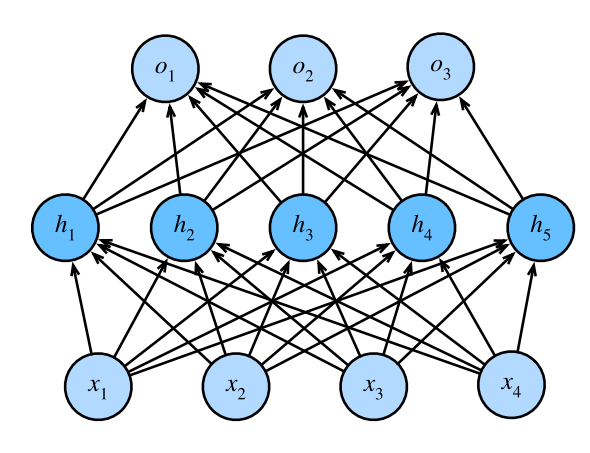 o₁ o₂ o₃
h₁ h₂ h₃ h₄ h₅
x₁ x₂ x₃ x₄